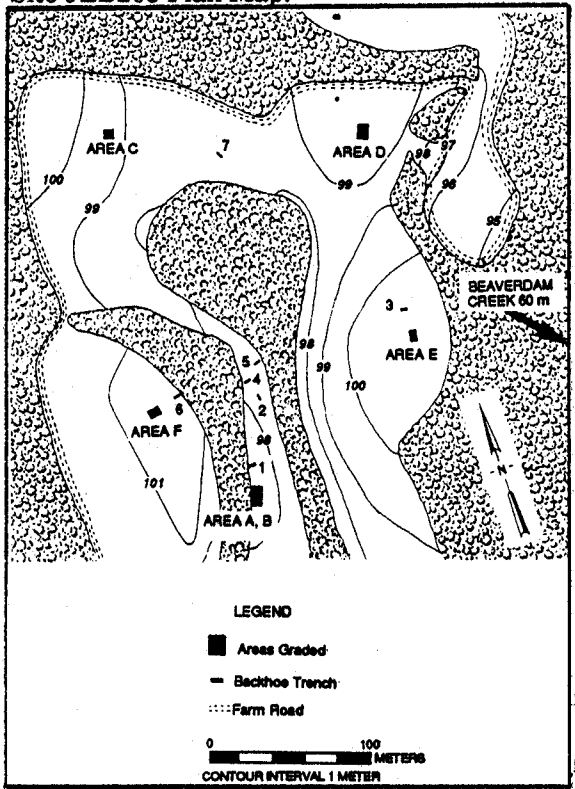 7
AREA C
AREA D
97
98
100
99
96
99
95
BEAVERDAM
CREEK 60 m
3
98
AREA E
5
99
4
100
2
6
AREA F
98
-N-
1
101
AREA A, B
LEGEND
Areas Graded
Backhoe Trench
Farm Road
0 100
METERS
CONTOUR INTERVAL 1 METER